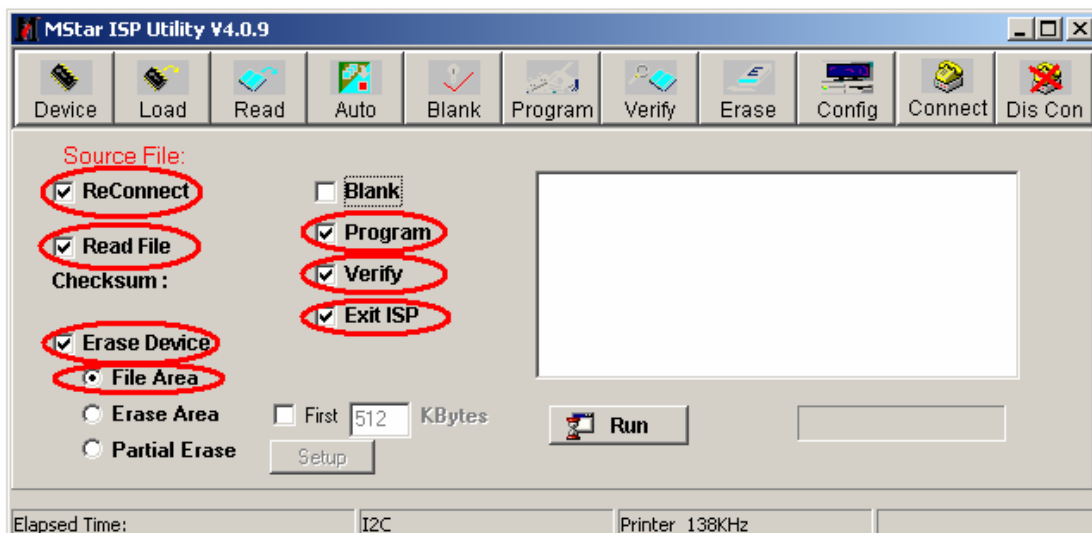 MStar ISP Utility V4.0.9
Device Load Read Auto Blank Program Verify Erase Config Connect Dis Con
Source File:
ReConnect
Blank
Program
Read File
Verify
Checksum :
Exit ISP
Erase Device
File Area
Erase Area
First 512 KBytes
Run
Partial Erase
Setup
Elapsed Time:
I2C
Printer 138KHz